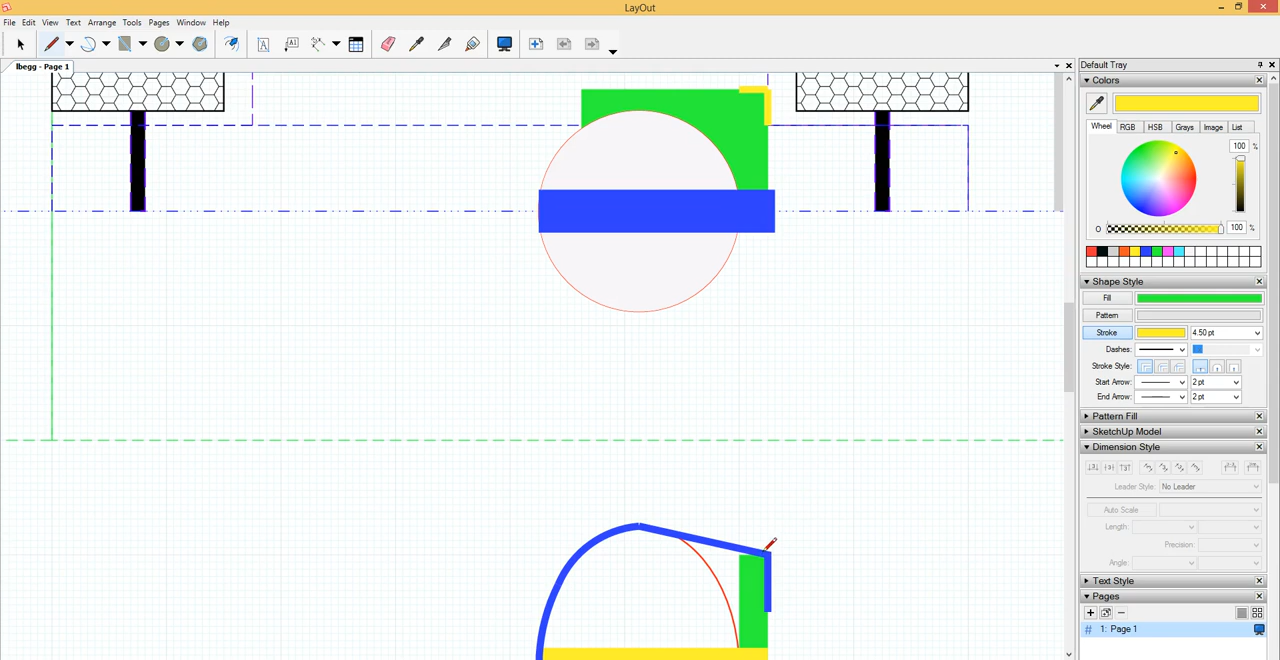 LayOut
File Edit View Text Arrange Tools Pages Window Help
lbegg - Page 1
Default Tray
Colors
Wheel RGB HSB Grays Image List
100 %
O 100 %
Shape Style
Fill
Pattern
Stroke 4.50 pt
Dashes:
Stroke Style:
Start Arrow: 2 pt
End Arrow: 2 pt
Pattern Fill
SketchUp Model
Dimension Style
Leader Style: No Leader
Auto Scale
Length:
Precision:
Angle:
Text Style
Pages
# 1: Page 1